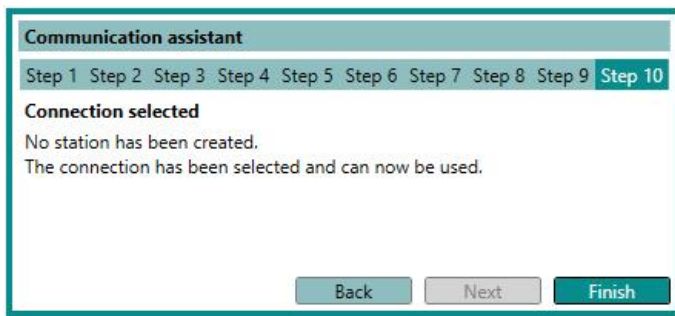 Communication assistant
Step 1 Step 2 Step 3 Step 4 Step 5 Step 6 Step 7 Step 8 Step 9 Step 10
Connection selected
No station has been created.
The connection has been selected and can now be used.
Back Next Finish